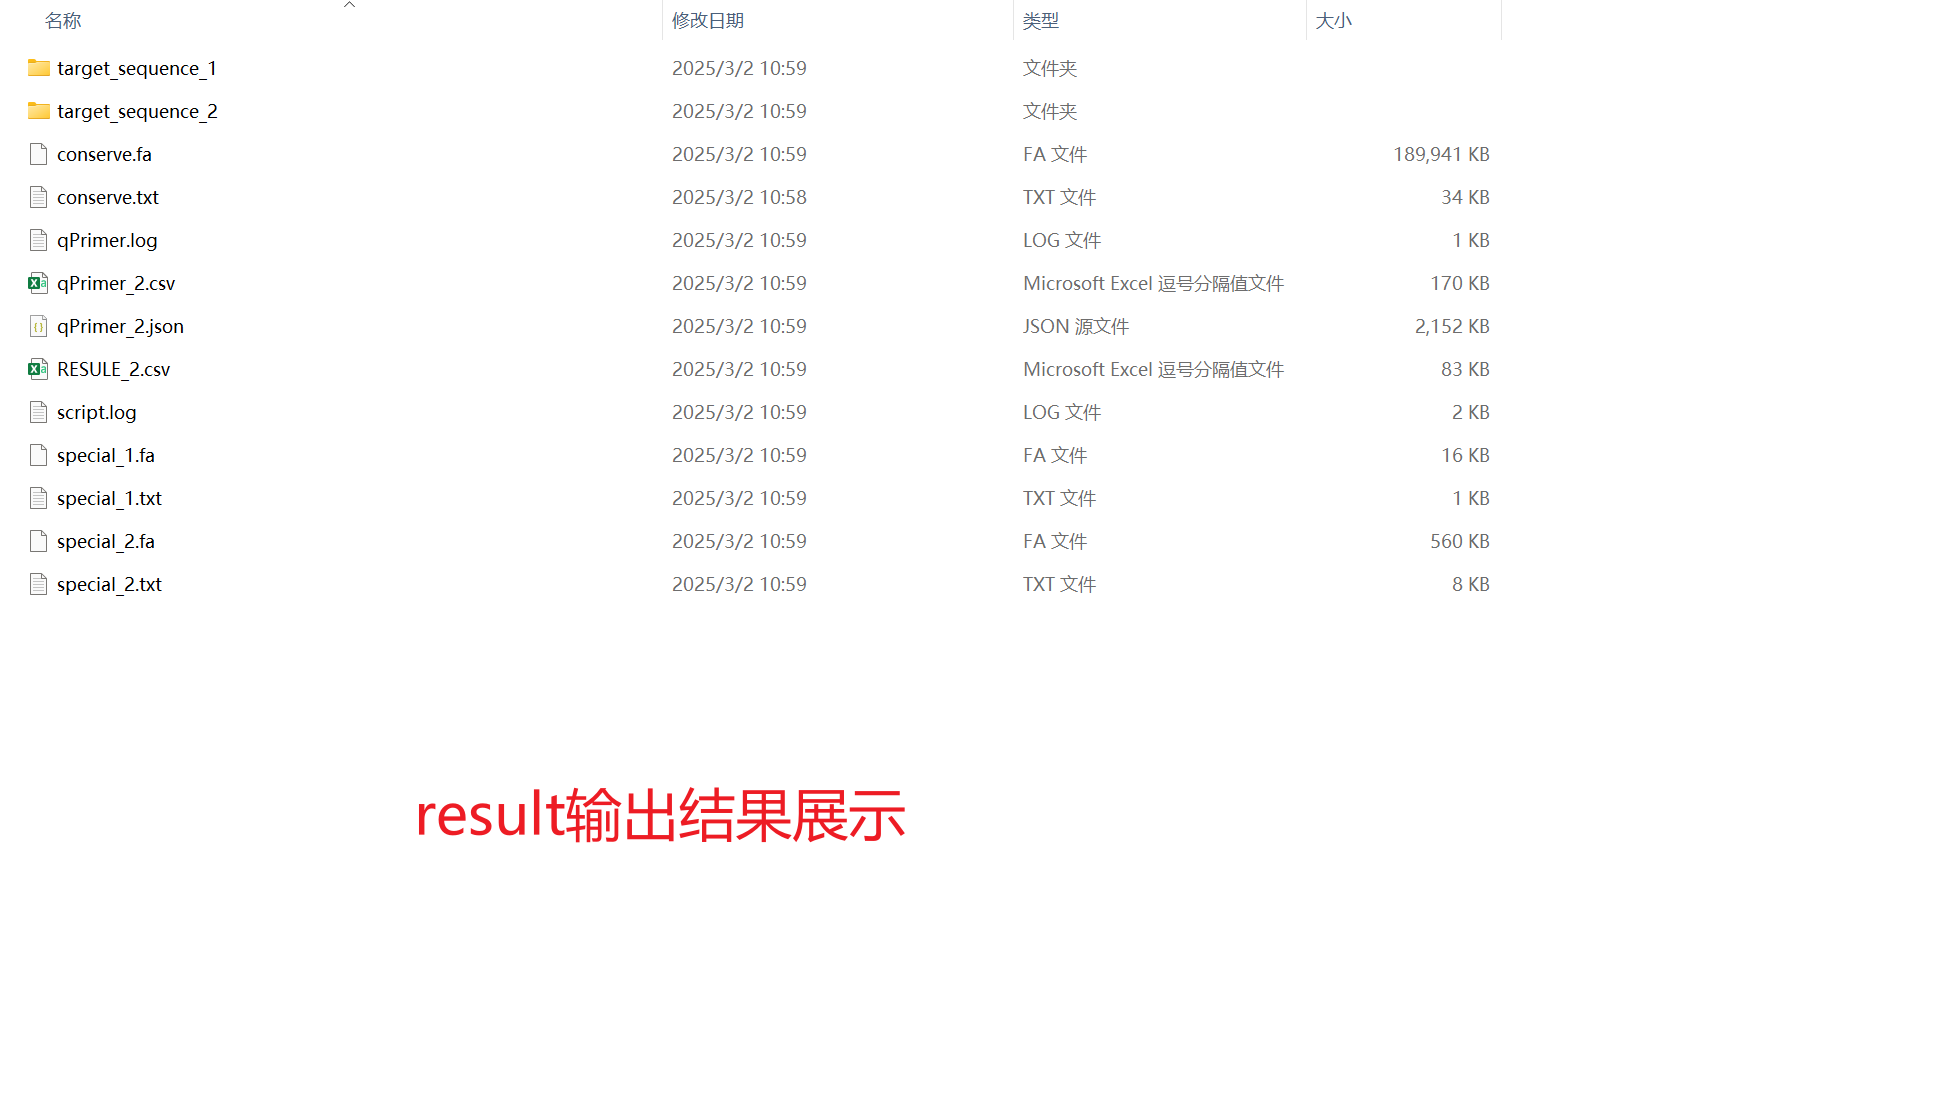 名称 修改日期 类型 大小
target_sequence_1 2025/3/2 10:59 文件夹
target_sequence_2 2025/3/2 10:59 文件夹
conserve.fa 2025/3/2 10:59 FA 文件 189,941 KB
conserve.txt 2025/3/2 10:58 TXT 文件 34 KB
qPrimer.log 2025/3/2 10:59 LOG 文件 1 KB
qPrimer_2.csv 2025/3/2 10:59 Microsoft Excel 逗号分隔值文件 170 KB
qPrimer_2.json 2025/3/2 10:59 JSON 源文件 2,152 KB
RESULE_2.csv 2025/3/2 10:59 Microsoft Excel 逗号分隔值文件 83 KB
script.log 2025/3/2 10:59 LOG 文件 2 KB
special_1.fa 2025/3/2 10:59 FA 文件 16 KB
special_1.txt 2025/3/2 10:59 TXT 文件 1 KB
special_2.fa 2025/3/2 10:59 FA 文件 560 KB
special_2.txt 2025/3/2 10:59 TXT 文件 8 KB
result输出结果展示